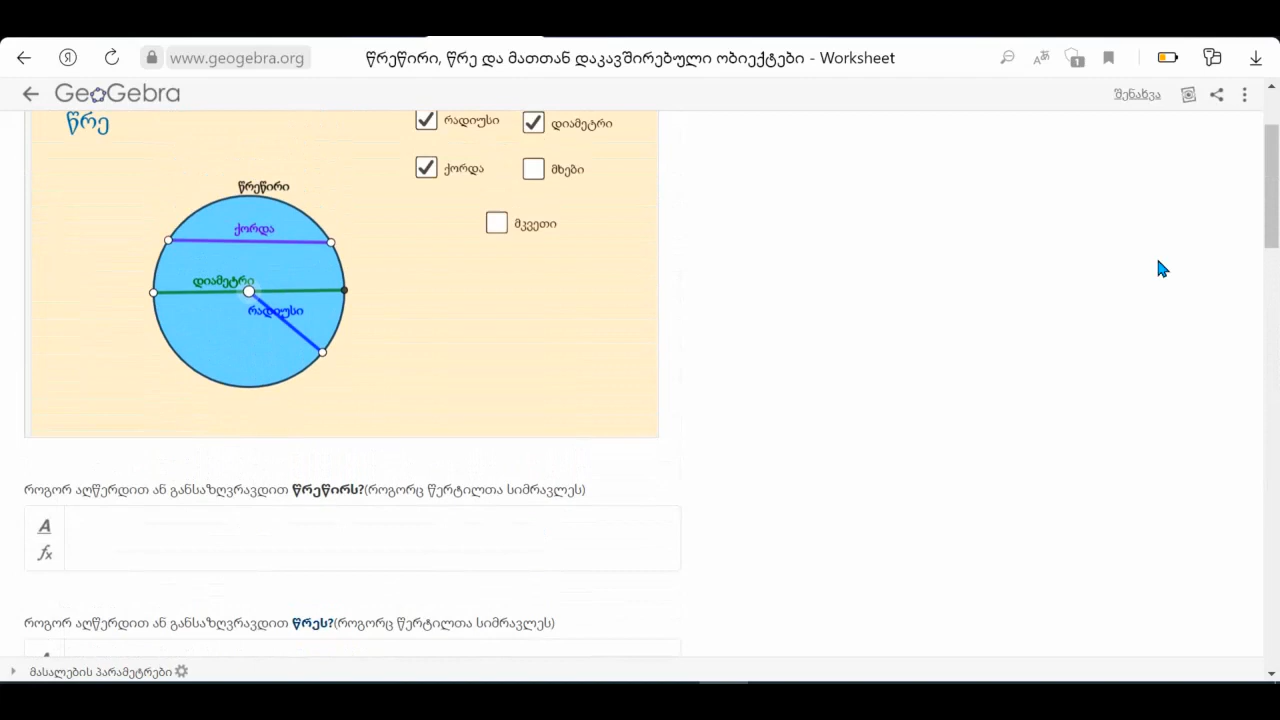 www.geogebra.org
წრეწირი, წრე და მათთან დაკავშირებული ობიექტები - Worksheet
1
GeoGebra
შენახვა
წრე
რადიუსი
დიამეტრი
ქორდა
მხები
მკვეთი
წრეწირი
ქორდა
დიამეტრი
რადიუსი
როგორ აღწერდით ან განსაზღვრავდით წრეწირს?(როგორც წერტილთა სიმრავლეს)
A
fx
როგორ აღწერდით ან განსაზღვრავდით წრეს?(როგორც წერტილთა სიმრავლეს)
მასალების პარამეტრები